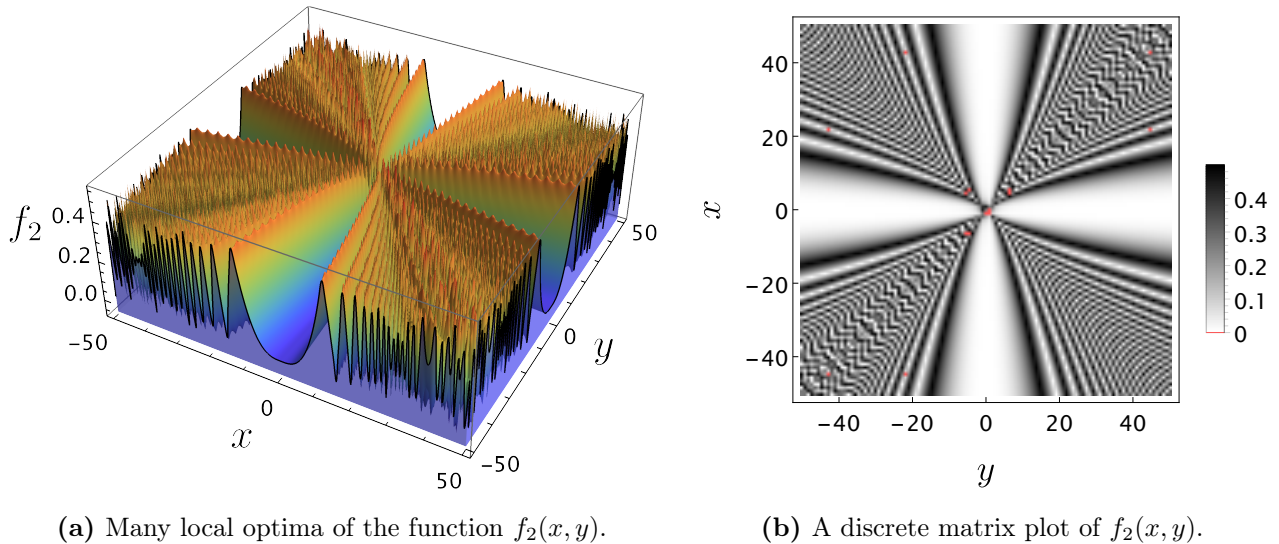 f₂
0.4
0.2
0.0
−50
0
50
x
−50
0
50
y
(a) Many local optima of the function f₂(x, y).
40
20
0
−20
−40
x
−40 −20 0 20 40
y
0.4
0.3
0.2
0.1
0
(b) A discrete matrix plot of f₂(x, y).